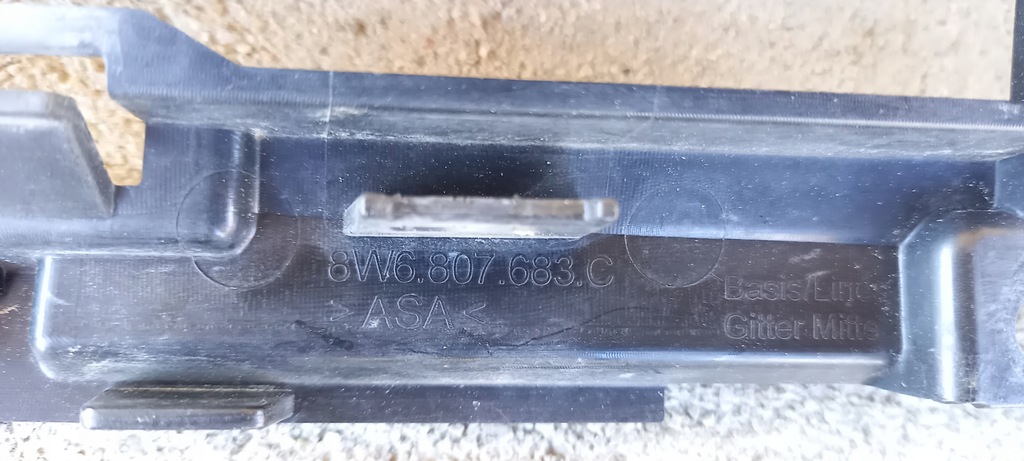 8W6.807.683.C
>ASA<
Basis/Line
Gitter Mitte